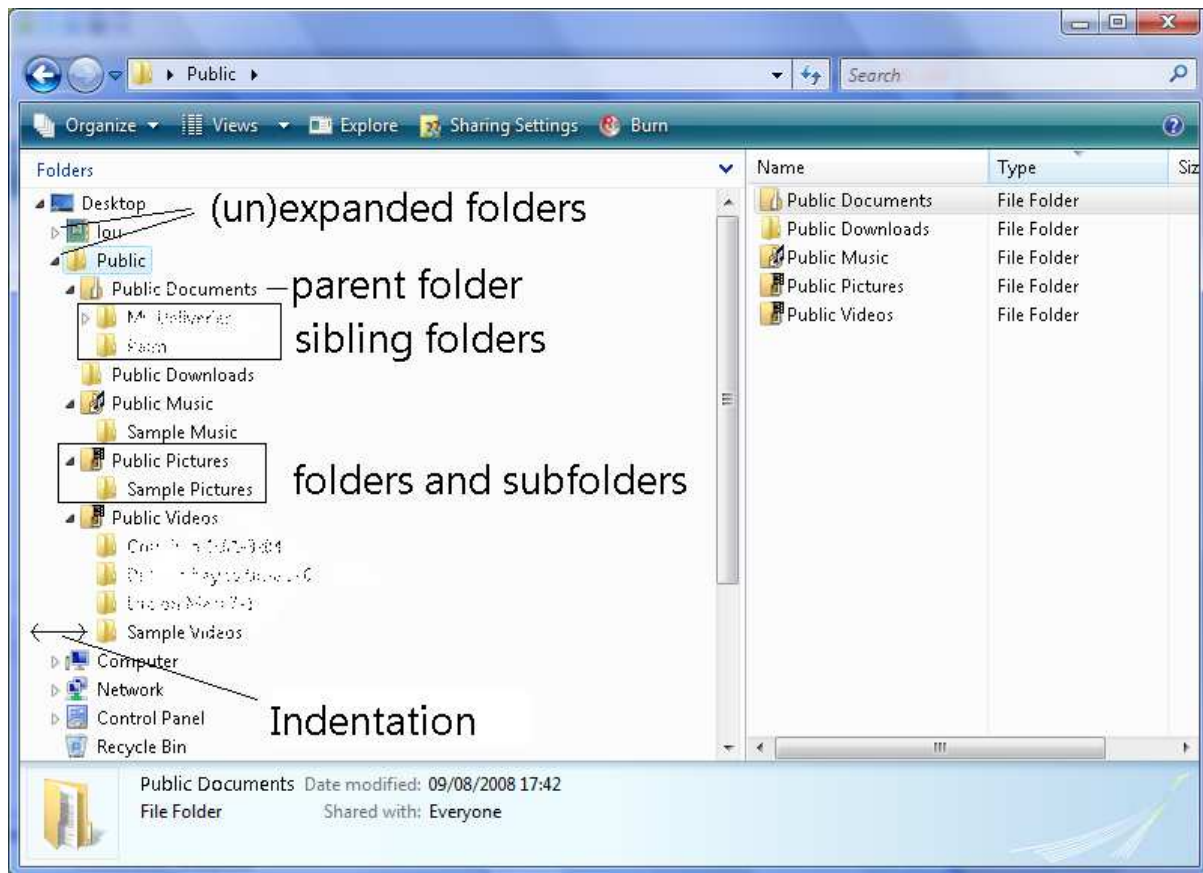 Public
Search
Organize Views Explore Sharing Settings Burn
Folders
Name Type Siz
Desktop
(un)expanded folders
lou
Public
Public Documents
parent folder
sibling folders
Public Downloads
Public Music
Sample Music
Public Pictures
Sample Pictures
folders and subfolders
Public Videos
Sample Videos
Computer
Network
Control Panel
Indentation
Recycle Bin
Public Documents File Folder
Public Downloads File Folder
Public Music File Folder
Public Pictures File Folder
Public Videos File Folder
Public Documents Date modified: 09/08/2008 17:42
File Folder Shared with: Everyone